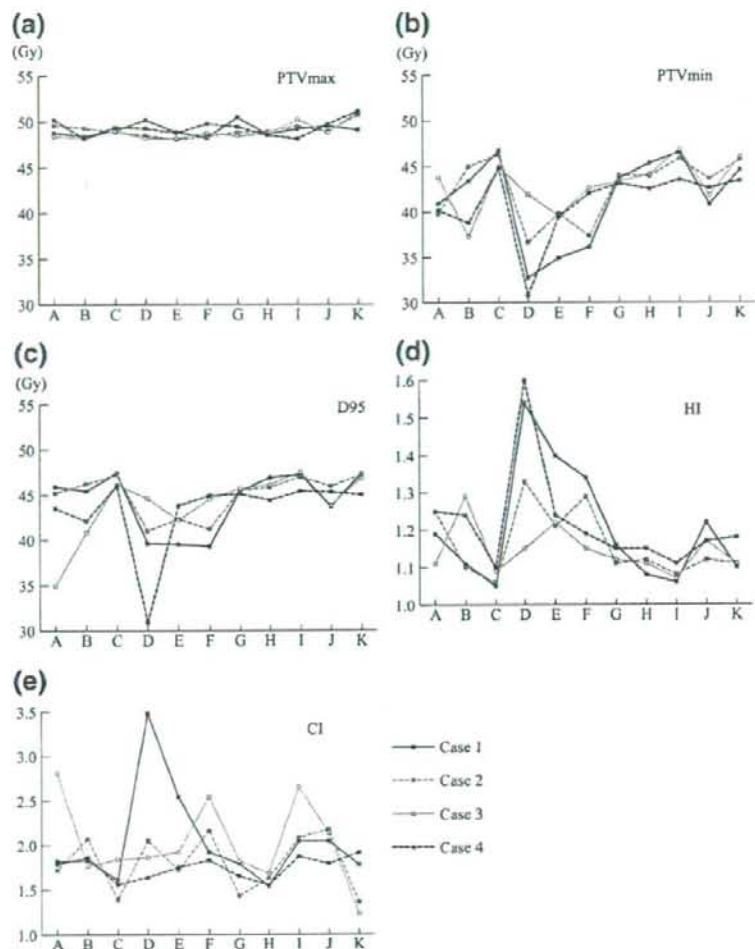 (a)
(Gy)
PTVmax
55
50
45
40
35
30
A B C D E F G H I J K
(b)
(Gy)
PTVmin
55
50
45
40
35
30
A B C D E F G H I J K
(c)
(Gy)
D95
55
50
45
40
35
30
A B C D E F G H I J K
(d)
HI
1.6
1.5
1.4
1.3
1.2
1.1
1.0
A B C D E F G H I J K
(e)
CI
3.5
3.0
2.5
2.0
1.5
1.0
A B C D E F G H I J K
Case 1
Case 2
Case 3
Case 4